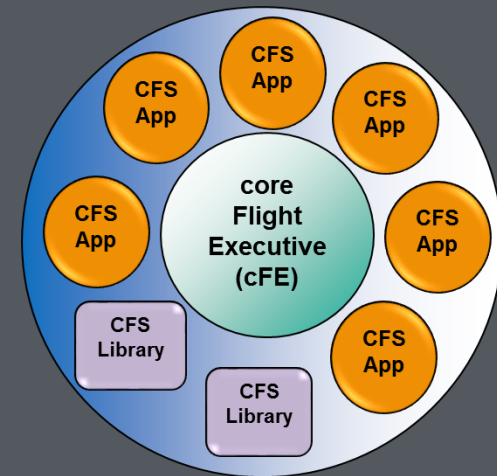 CFS
App
CFS
App
CFS
App
CFS
App
core
Flight
Executive
(cFE)
CFS
App
CFS
Library
CFS
App
CFS
Library